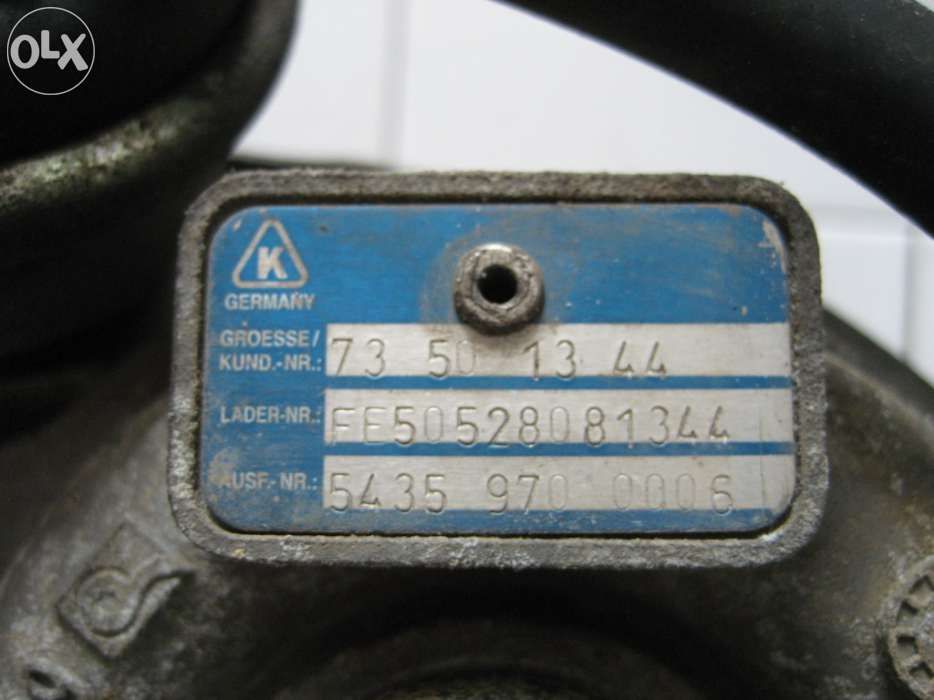 OLX
K
GERMANY
GROESSE/
KUND.-NR.: 73 50 13 44
LADER-NR.: FE50528081344
AUSF.-NR.: 5435 970 0006